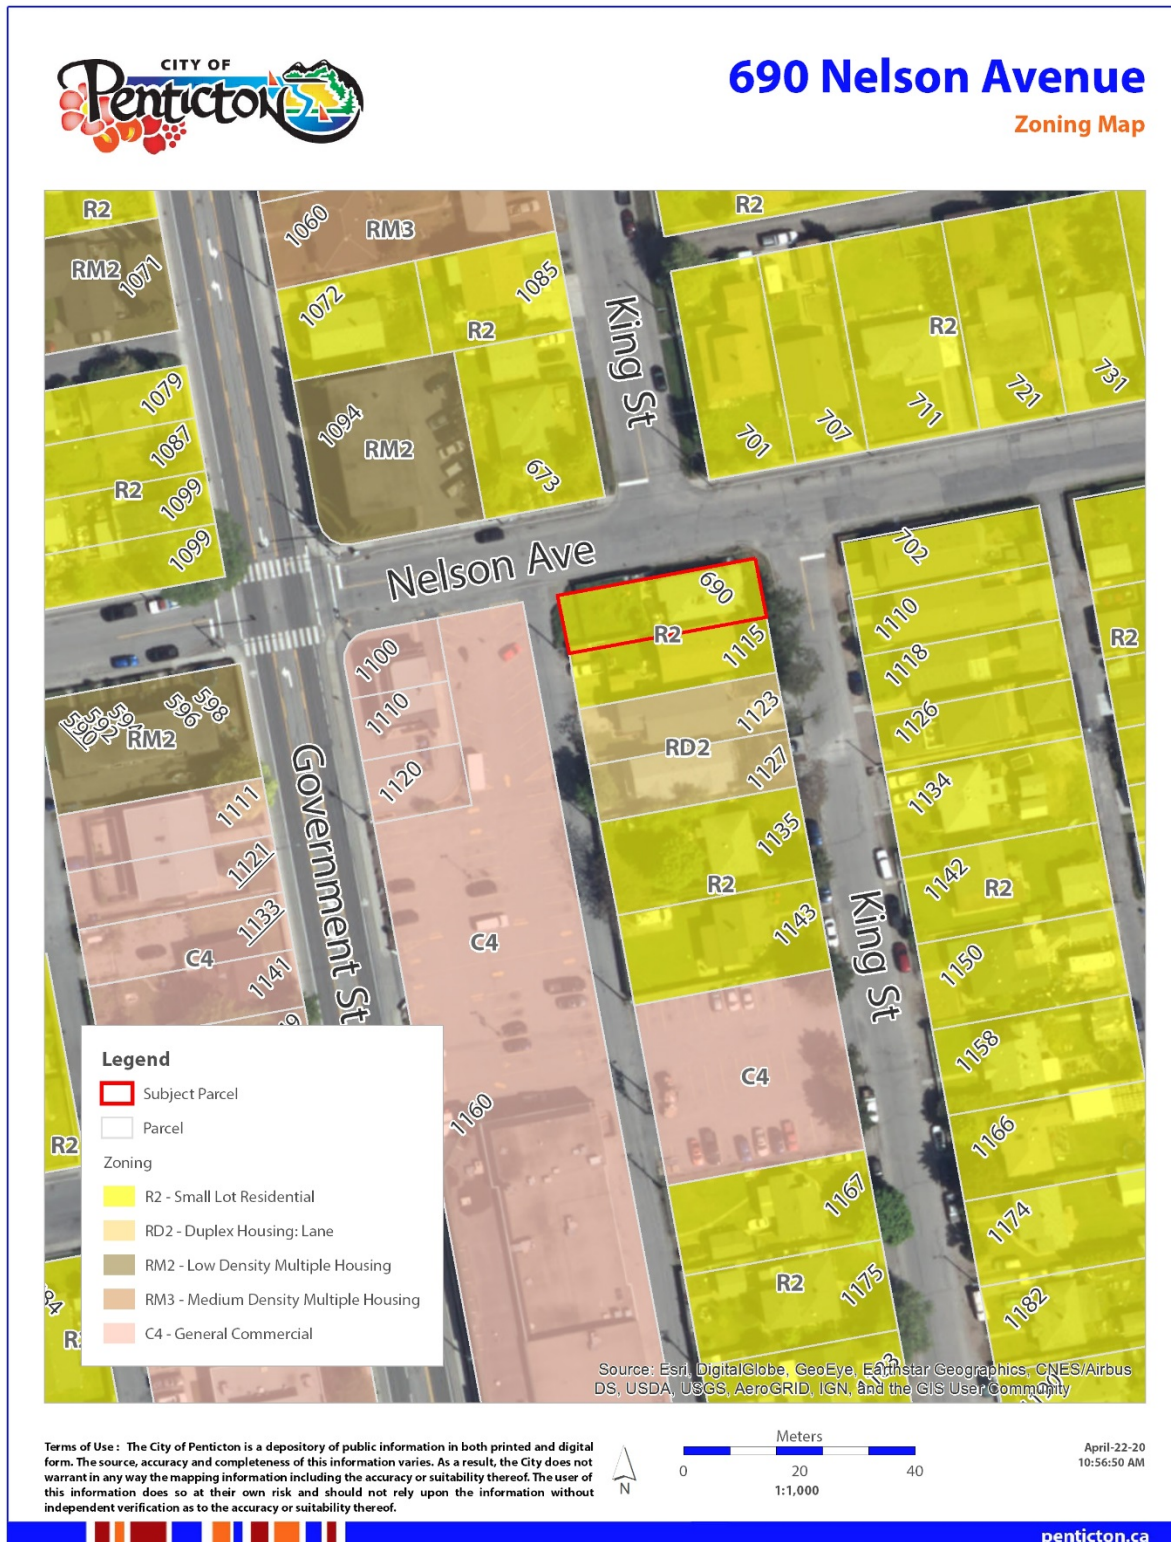 CITY OF
Penticton
690 Nelson Avenue
Zoning Map
R2
RM2
1071
1060
RM3
1072
1085
R2
King St
R2
R2
701
707
711
721
731
1079
1087
R2
1099
1099
1094
RM2
673
Nelson Ave
690
R2
1115
702
1110
1118
1126
1134
1142
R2
1150
1158
1166
1174
1182
1190
R2
1100
1110
1120
1123
RD2
1127
1135
R2
1143
King St
590
592
594
596
598
RM2
Government St
1111
1121
1133
C4
1141
C4
1160
C4
1167
R2
1175
R2
Legend
Subject Parcel
Parcel
Zoning
R2 - Small Lot Residential
RD2 - Duplex Housing: Lane
RM2 - Low Density Multiple Housing
RM3 - Medium Density Multiple Housing
C4 - General Commercial
Source: Esri, DigitalGlobe, GeoEye, Earthstar Geographics, CNES/Airbus
DS, USDA, USGS, AeroGRID, IGN, and the GIS User Community
Terms of Use : The City of Penticton is a depository of public information in both printed and digital
form. The source, accuracy and completeness of this information varies. As a result, the City does not
warrant in any way the mapping information including the accuracy or suitability thereof. The user of
this information does so at their own risk and should not rely upon the information without
independent verification as to the accuracy or suitability thereof.
N
Meters
0 20 40
1:1,000
April-22-20
10:56:50 AM
penticton.ca